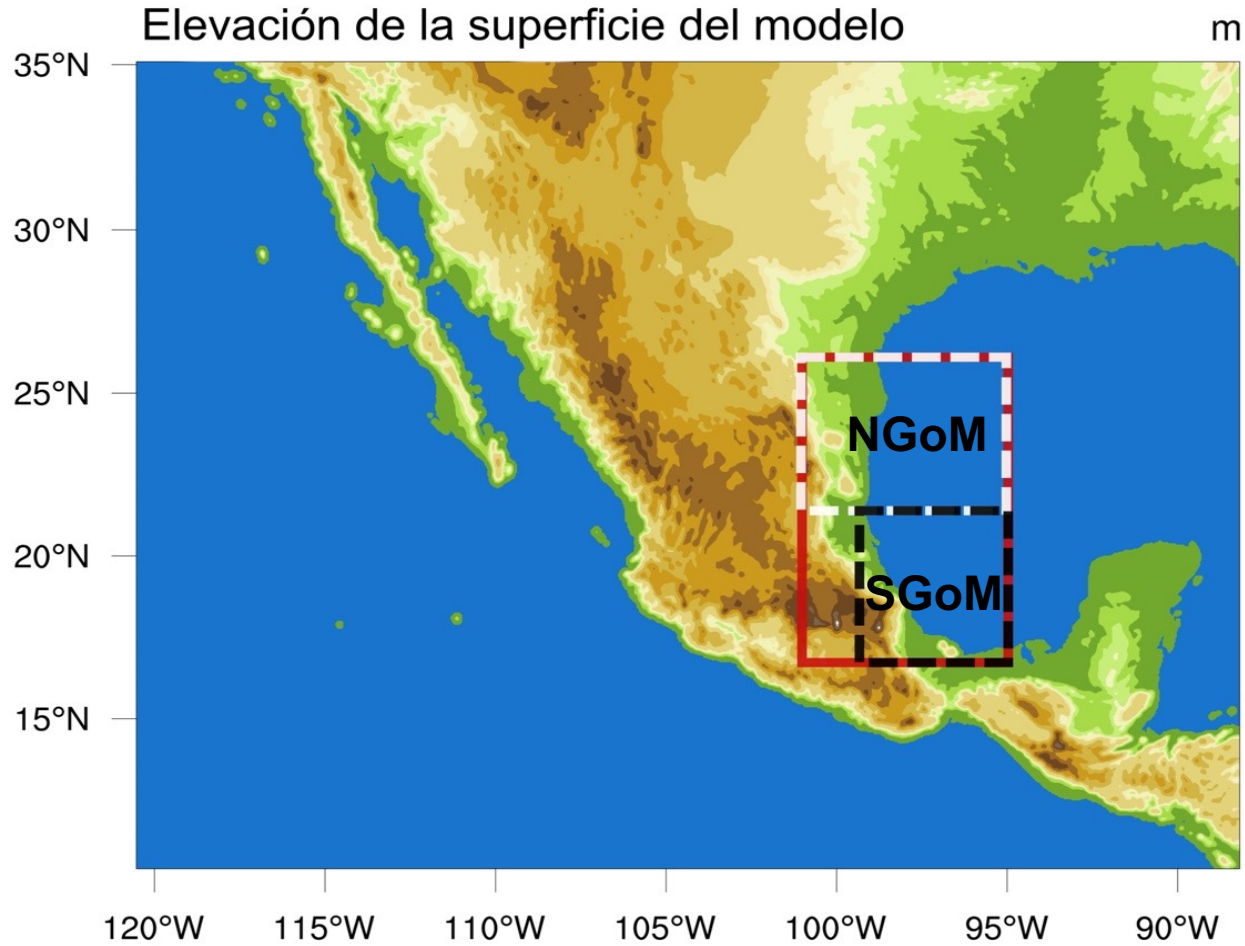 Elevación de la superficie del modelo m
35°N
30°N
25°N
20°N
15°N
NGoM
SGoM
120°W 115°W 110°W 105°W 100°W 95°W 90°W